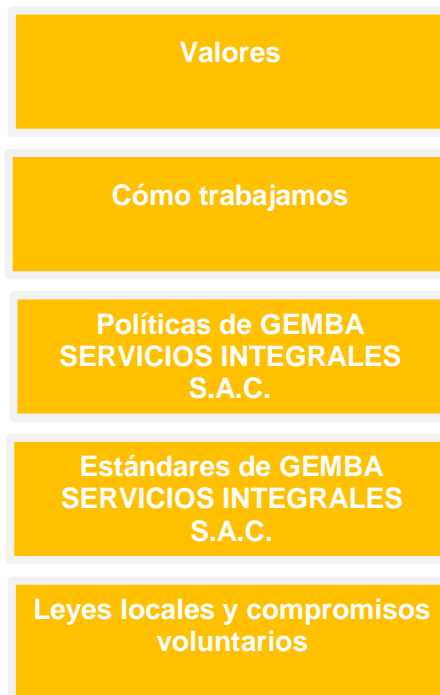 Valores
Cómo trabajamos
Políticas de GEMBA
SERVICIOS INTEGRALES
S.A.C.
Estándares de GEMBA
SERVICIOS INTEGRALES
S.A.C.
Leyes locales y compromisos
voluntarios